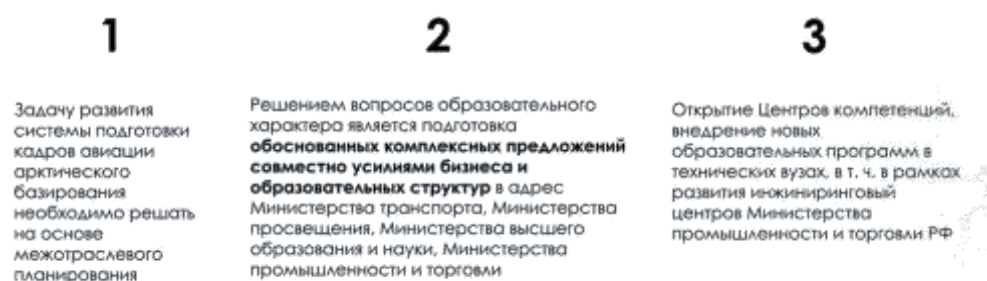 1
Задачу развития
системы подготовки
кадров авиации
арктического
базирования
необходимо решать
на основе
межотраслевого
планирования
2
Решением вопросов образовательного
характера является подготовка
обоснованных комплексных предложений
совместно усилиями бизнеса и
образовательных структур в адрес
Министерства транспорта, Министерства
просвещения, Министерства высшего
образования и науки, Министерства
промышленности и торговли
3
Открытие Центров компетенций,
внедрение новых
образовательных программ в
технических вузах, в т. ч. в рамках
развития инжиниринговый
центров Министерства
промышленности и торговли РФ